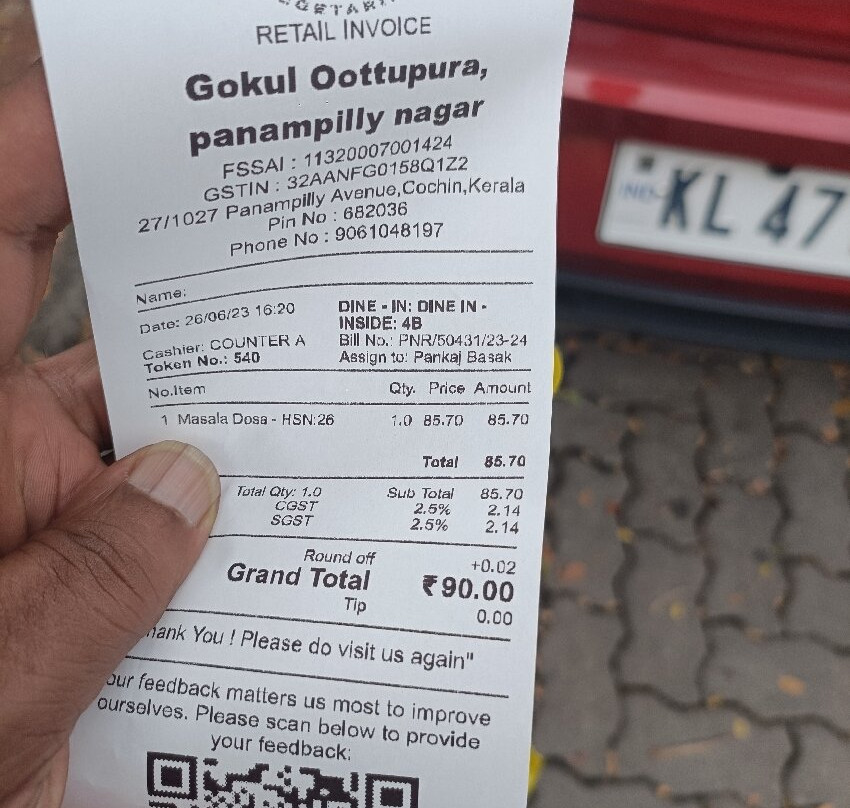 RETAIL INVOICE
Gokul Oottupura,
panampilly nagar
FSSAI : 11320007001424
GSTIN : 32AANFG0158Q1Z2
27/1027 Panampilly Avenue,Cochin,Kerala
Pin No : 682036
Phone No : 9061048197
Name:
Date: 26/06/23 16:20
DINE - IN: DINE IN -
INSIDE: 4B
Cashier: COUNTER A
Bill No.: PNR/50431/23-24
Token No.: 540
Assign to: Pankaj Basak
No.Item Qty. Price Amount
1 Masala Dosa - HSN:26 1.0 85.70 85.70
Total 85.70
Total Qty: 1.0 Sub Total 85.70
CGST 2.5% 2.14
SGST 2.5% 2.14
Round off +0.02
Grand Total ₹90.00
Tip 0.00
hank You ! Please do visit us again"
our feedback matters us most to improve
ourselves. Please scan below to provide
your feedback:
IND KL 47